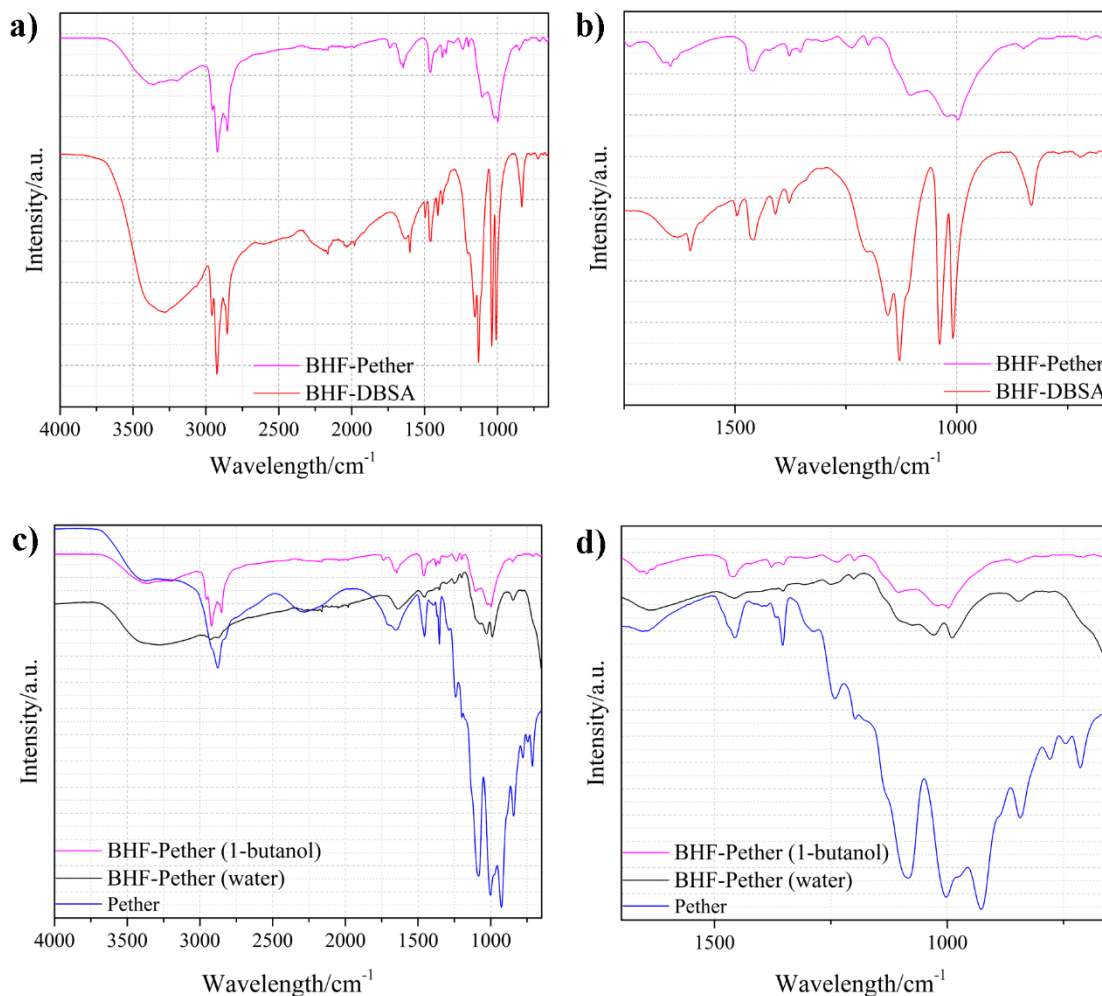 a)
Intensity/a.u.
BHF-Pether
BHF-DBSA
4000 3500 3000 2500 2000 1500 1000
Wavelength/cm-1
b)
Intensity/a.u.
BHF-Pether
BHF-DBSA
1500 1000
Wavelength/cm-1
c)
Intensity/a.u.
BHF-Pether (1-butanol)
BHF-Pether (water)
Pether
4000 3500 3000 2500 2000 1500 1000
Wavelength/cm-1
d)
Intensity/a.u.
BHF-Pether (1-butanol)
BHF-Pether (water)
Pether
1500 1000
Wavelength/cm-1